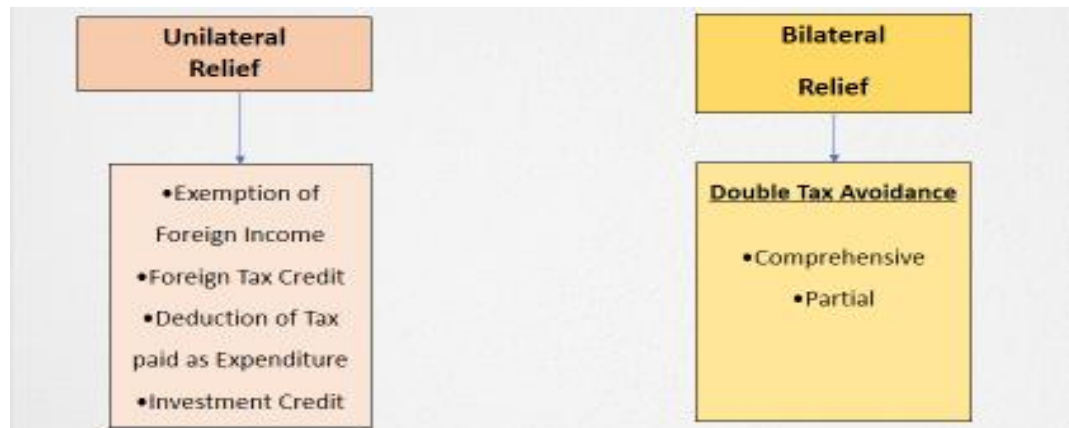 Unilateral
Relief
•Exemption of
Foreign Income
•Foreign Tax Credit
•Deduction of Tax
paid as Expenditure
•Investment Credit
Bilateral
Relief
Double Tax Avoidance
•Comprehensive
•Partial